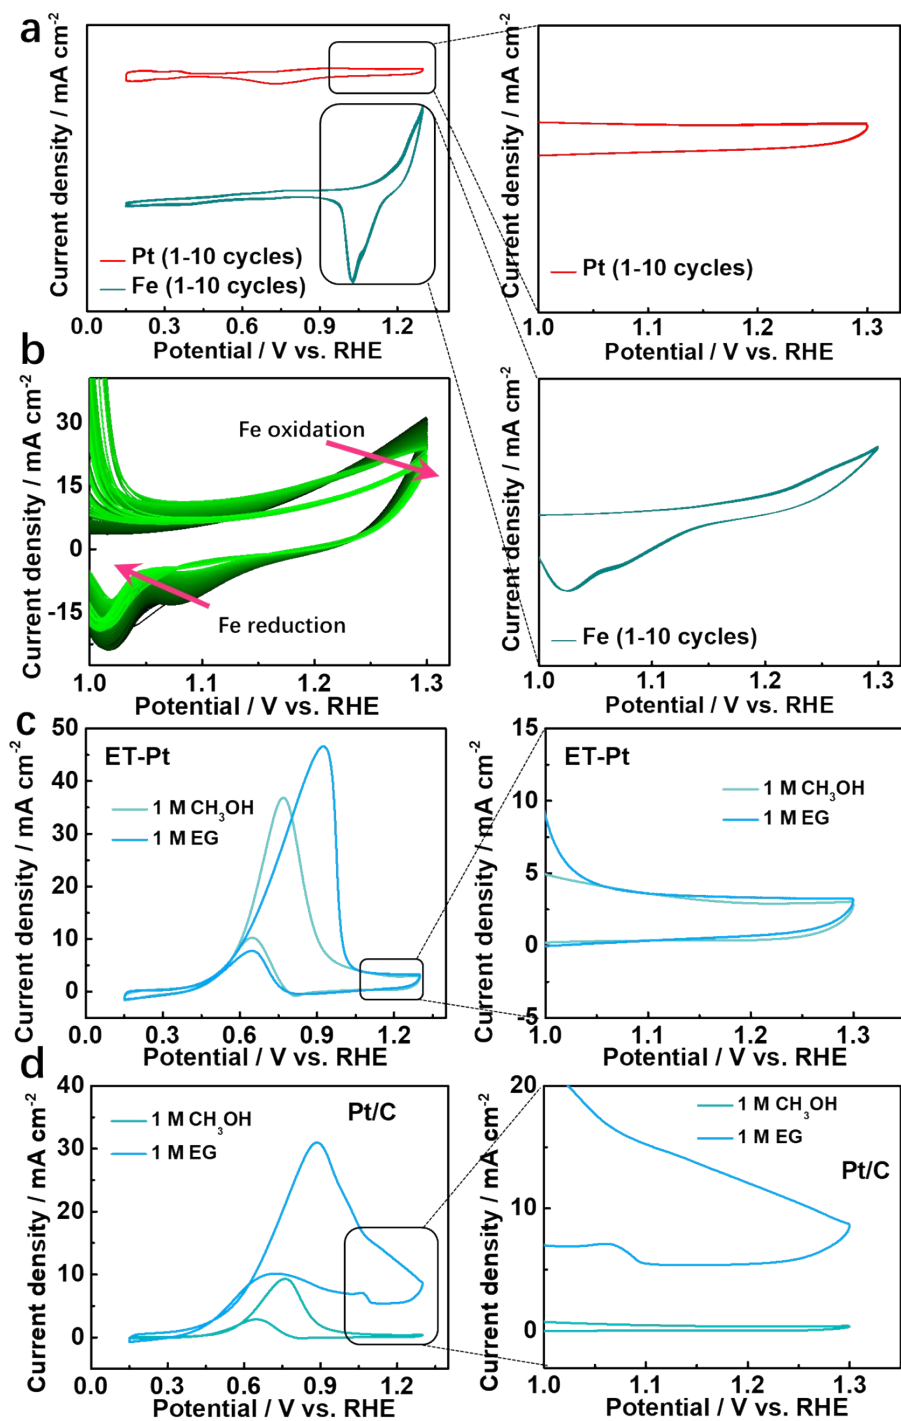 a
Current density / mA cm⁻²
Pt (1-10 cycles)
Fe (1-10 cycles)
0.0 0.3 0.6 0.9 1.2
Potential / V vs. RHE
Current density / mA cm⁻²
Pt (1-10 cycles)
1.0 1.1 1.2 1.3
Potential / V vs. RHE
b
Current density / mA cm⁻²
30
15
0
-15
Fe oxidation
Fe reduction
1.0 1.1 1.2 1.3
Potential / V vs. RHE
Current density / mA cm⁻²
Fe (1-10 cycles)
1.0 1.1 1.2 1.3
Potential / V vs. RHE
c
Current density / mA cm⁻²
50
40
30
20
10
0
ET-Pt
1 M CH₃OH
1 M EG
0.0 0.3 0.6 0.9 1.2
Potential / V vs. RHE
Current density / mA cm⁻²
15
10
5
0
-5
ET-Pt
1 M CH₃OH
1 M EG
1.0 1.1 1.2 1.3
Potential / V vs. RHE
d
Current density / mA cm⁻²
40
30
20
10
0
1 M CH₃OH
1 M EG
Pt/C
0.0 0.3 0.6 0.9 1.2
Potential / V vs. RHE
Current density / mA cm⁻²
20
10
0
1 M CH₃OH
1 M EG
Pt/C
1.0 1.1 1.2 1.3
Potential / V vs. RHE